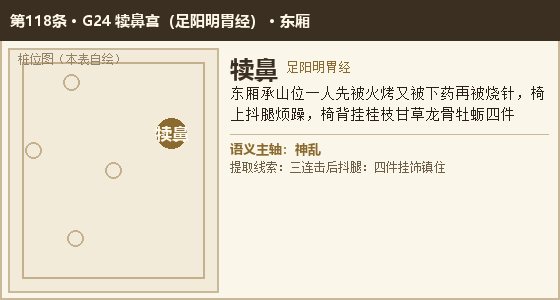 第118条・G24 犊鼻宫（足阳明胃经）・东厢
桩位图（本表自绘）
犊鼻
犊鼻 足阳明胃经
东厢承山位一人先被火烤又被下药再被烧针，椅
上抖腿烦躁，椅背挂桂枝甘草龙骨牡蛎四件
语义主轴：神乱
提取线索：三连击后抖腿：四件挂饰镇住